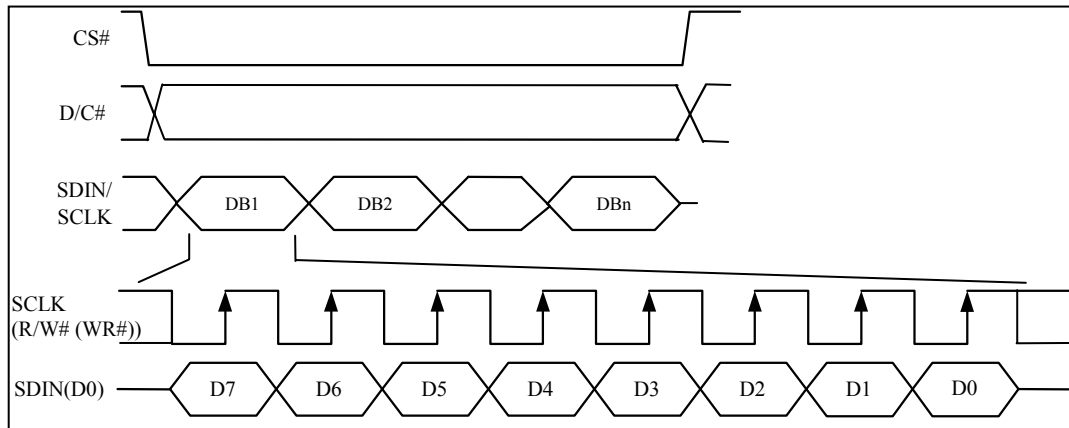 CS#
D/C#
SDIN/
SCLK
DB1 DB2 DBn
SCLK
(R/W# (WR#))
SDIN(D0) D7 D6 D5 D4 D3 D2 D1 D0